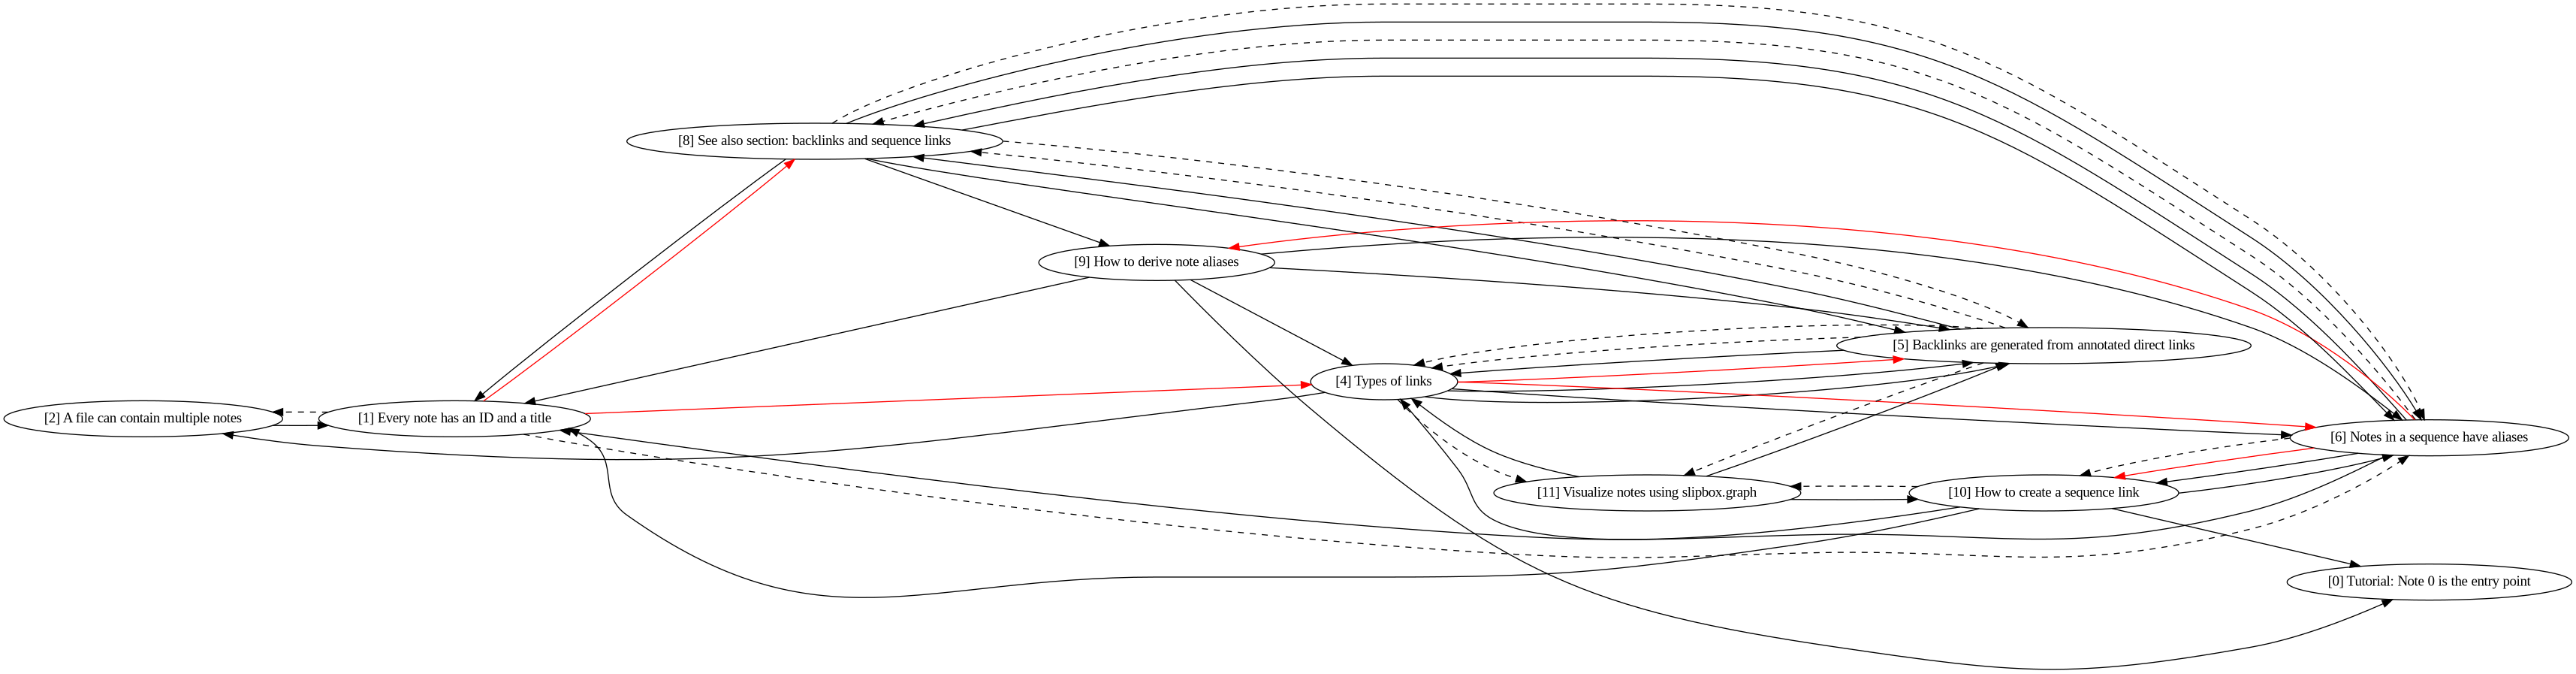 [8] See also section: backlinks and sequence links
[9] How to derive note aliases
[5] Backlinks are generated from annotated direct links
[4] Types of links
[2] A file can contain multiple notes
[1] Every note has an ID and a title
[6] Notes in a sequence have aliases
[11] Visualize notes using slipbox.graph
[10] How to create a sequence link
[0] Tutorial: Note 0 is the entry point